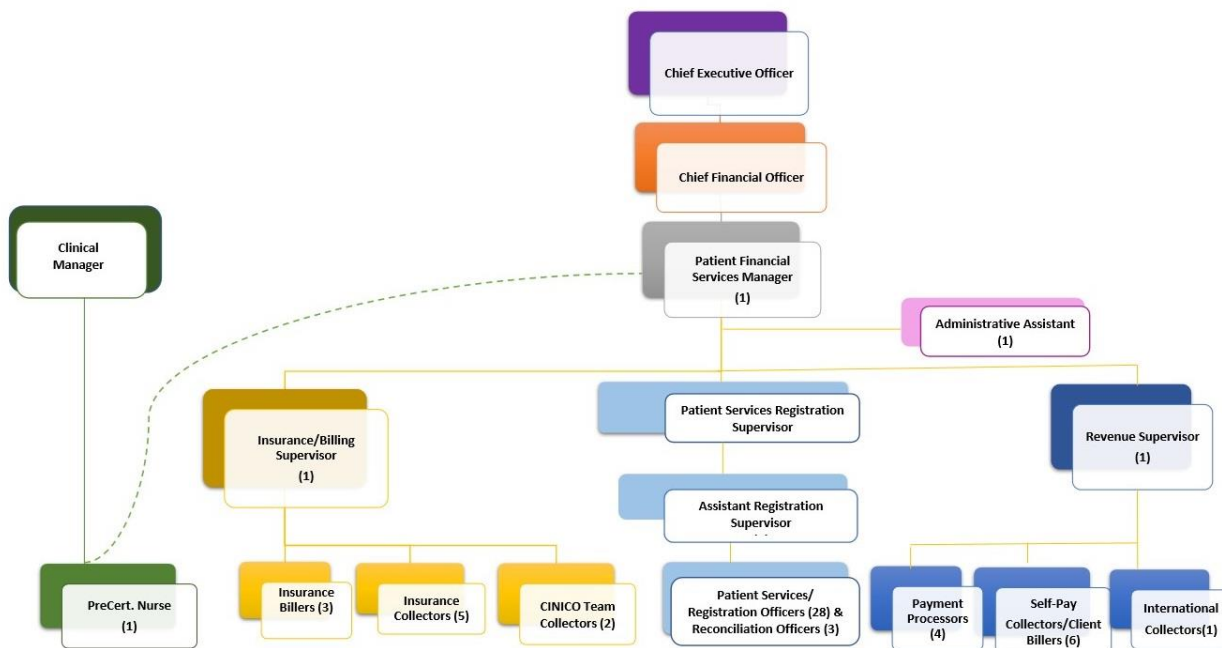 Chief Executive Officer
Chief Financial Officer
Clinical
Manager
Patient Financial
Services Manager
(1)
Administrative Assistant
(1)
Insurance/Billing
Supervisor
(1)
Patient Services Registration
Supervisor
Revenue Supervisor
(1)
Assistant Registration
Supervisor
PreCert. Nurse
(1)
Insurance
Billers (3)
Insurance
Collectors (5)
CINICO Team
Collectors (2)
Patient Services/
Registration Officers (28) &
Reconciliation Officers (3)
Payment
Processors
(4)
Self-Pay
Collectors/Client
Billers (6)
International
Collectors(1)